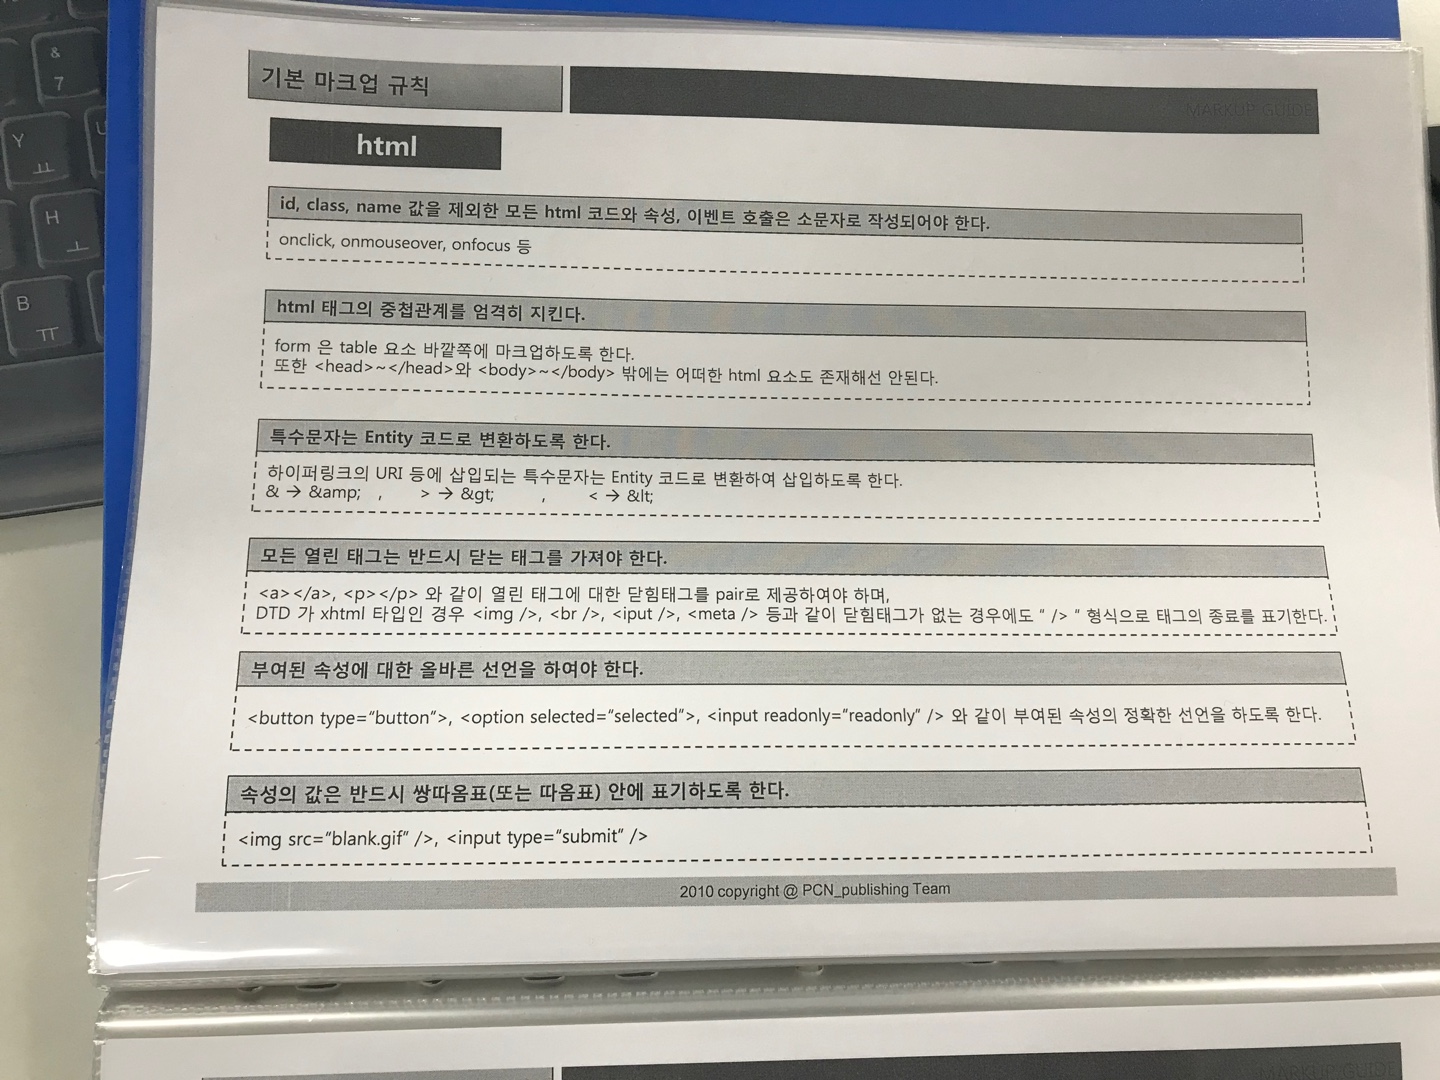 &
7
Y
ㅛ
H
ㅗ
B
ㅠ
기본 마크업 규칙
MARKUP GUIDE
html
id, class, name 값을 제외한 모든 html 코드와 속성, 이벤트 호출은 소문자로 작성되어야 한다.
onclick, onmouseover, onfocus 등
html 태그의 중첩관계를 엄격히 지킨다.
form 은 table 요소 바깥쪽에 마크업하도록 한다.
또한 <head>~</head>와 <body>~</body> 밖에는 어떠한 html 요소도 존재해선 안된다.
특수문자는 Entity 코드로 변환하도록 한다.
하이퍼링크의 URI 등에 삽입되는 특수문자는 Entity 코드로 변환하여 삽입하도록 한다.
& → &amp; , > → &gt; , < → &lt;
모든 열린 태그는 반드시 닫는 태그를 가져야 한다.
<a></a>, <p></p> 와 같이 열린 태그에 대한 닫힘태그를 pair로 제공하여야 하며,
DTD 가 xhtml 타입인 경우 <img />, <br />, <iput />, <meta /> 등과 같이 닫힘태그가 없는 경우에도 " /> " 형식으로 태그의 종료를 표기한다.
부여된 속성에 대한 올바른 선언을 하여야 한다.
<button type="button">, <option selected="selected">, <input readonly="readonly" /> 와 같이 부여된 속성의 정확한 선언을 하도록 한다.
속성의 값은 반드시 쌍따옴표(또는 따옴표) 안에 표기하도록 한다.
<img src="blank.gif" />, <input type="submit" />
2010 copyright @ PCN_publishing Team
MARKUP GUIDE